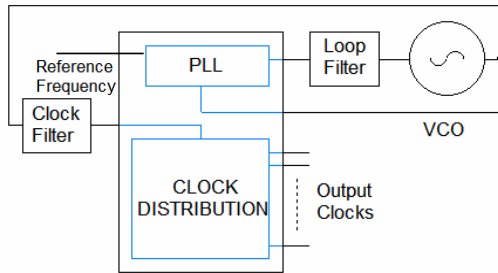 Reference
Frequency
PLL
Loop
Filter
VCO
Clock
Filter
CLOCK
DISTRIBUTION
Output
Clocks